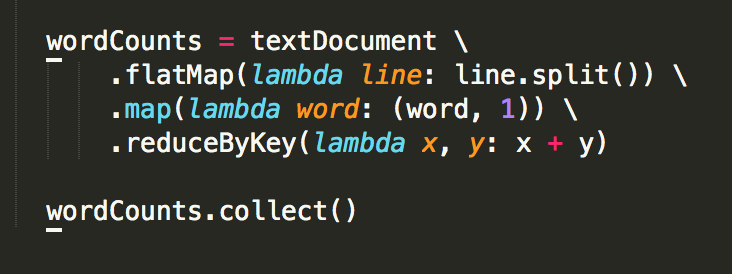 wordCounts = textDocument \
.flatMap(lambda line: line.split()) \
.map(lambda word: (word, 1)) \
.reduceByKey(lambda x, y: x + y)
wordCounts.collect()